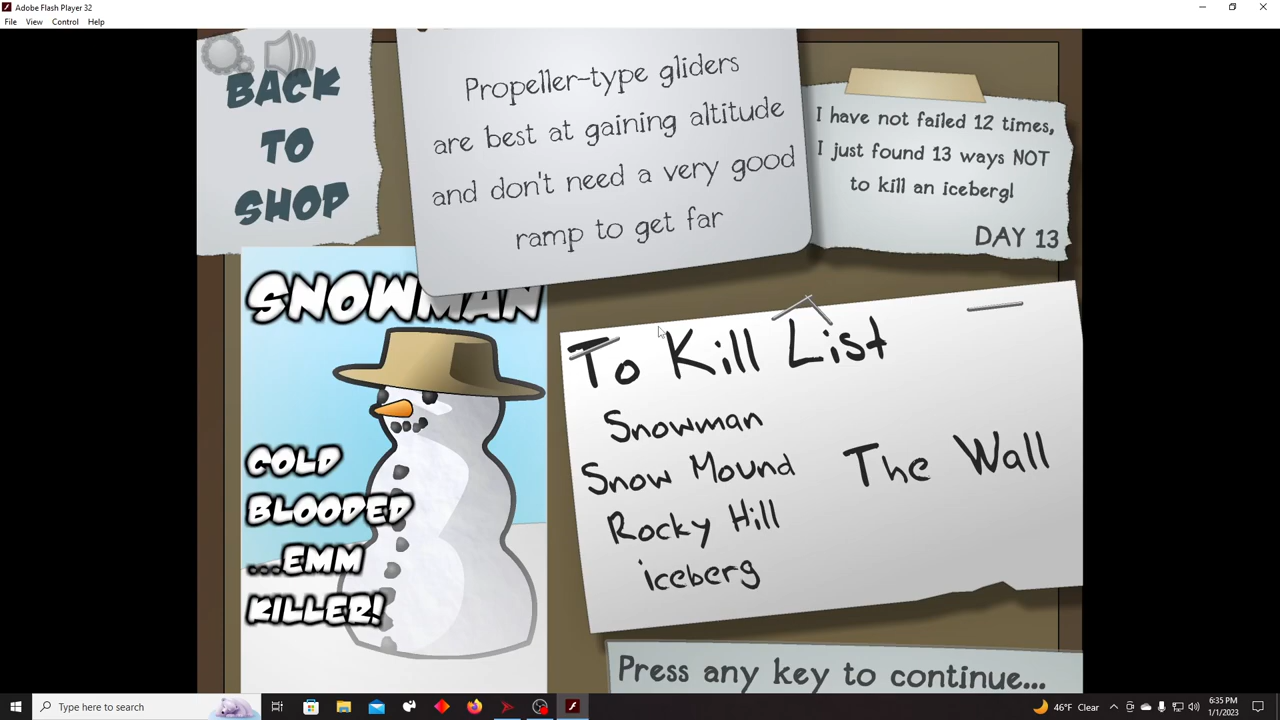 Adobe Flash Player 32
File View Control Help
BACK
TO
SHOP
Propeller-type gliders
are best at gaining altitude
and don't need a very good
ramp to get far
I have not failed 12 times,
I just found 13 ways NOT
to kill an iceberg!
DAY 13
SNOWMAN
COLD
BLOODED
...EMM
KILLER!
To Kill List
Snowman
Snow Mound
Rocky Hill
iceberg
The Wall
Press any key to continue...
Type here to search
46°F Clear
6:35 PM
1/1/2023